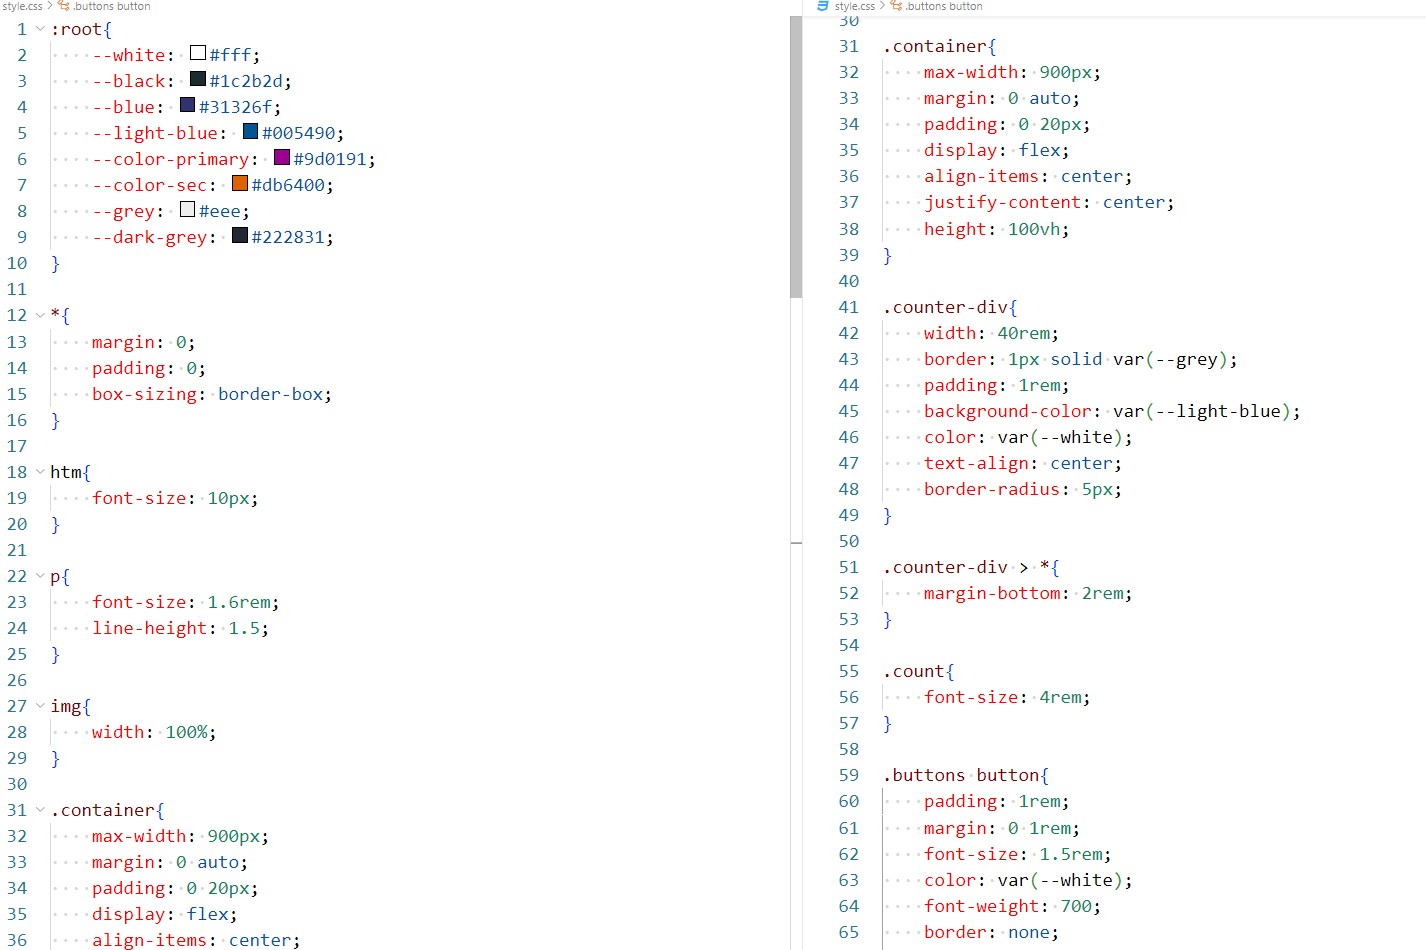 style.css > .buttons button
1 :root{
2 --white: #fff;
3 --black: #1c2b2d;
4 --blue: #31326f;
5 --light-blue: #005490;
6 --color-primary: #9d0191;
7 --color-sec: #db6400;
8 --grey: #eee;
9 --dark-grey: #222831;
10 }
11
12 *{
13 margin: 0;
14 padding: 0;
15 box-sizing: border-box;
16 }
17
18 htm{
19 font-size: 10px;
20 }
21
22 p{
23 font-size: 1.6rem;
24 line-height: 1.5;
25 }
26
27 img{
28 width: 100%;
29 }
30
31 .container{
32 max-width: 900px;
33 margin: 0 auto;
34 padding: 0 20px;
35 display: flex;
36 align-items: center;
style.css > .buttons button
30
31 .container{
32 max-width: 900px;
33 margin: 0 auto;
34 padding: 0 20px;
35 display: flex;
36 align-items: center;
37 justify-content: center;
38 height: 100vh;
39 }
40
41 .counter-div{
42 width: 40rem;
43 border: 1px solid var(--grey);
44 padding: 1rem;
45 background-color: var(--light-blue);
46 color: var(--white);
47 text-align: center;
48 border-radius: 5px;
49 }
50
51 .counter-div > *{
52 margin-bottom: 2rem;
53 }
54
55 .count{
56 font-size: 4rem;
57 }
58
59 .buttons button{
60 padding: 1rem;
61 margin: 0 1rem;
62 font-size: 1.5rem;
63 color: var(--white);
64 font-weight: 700;
65 border: none;